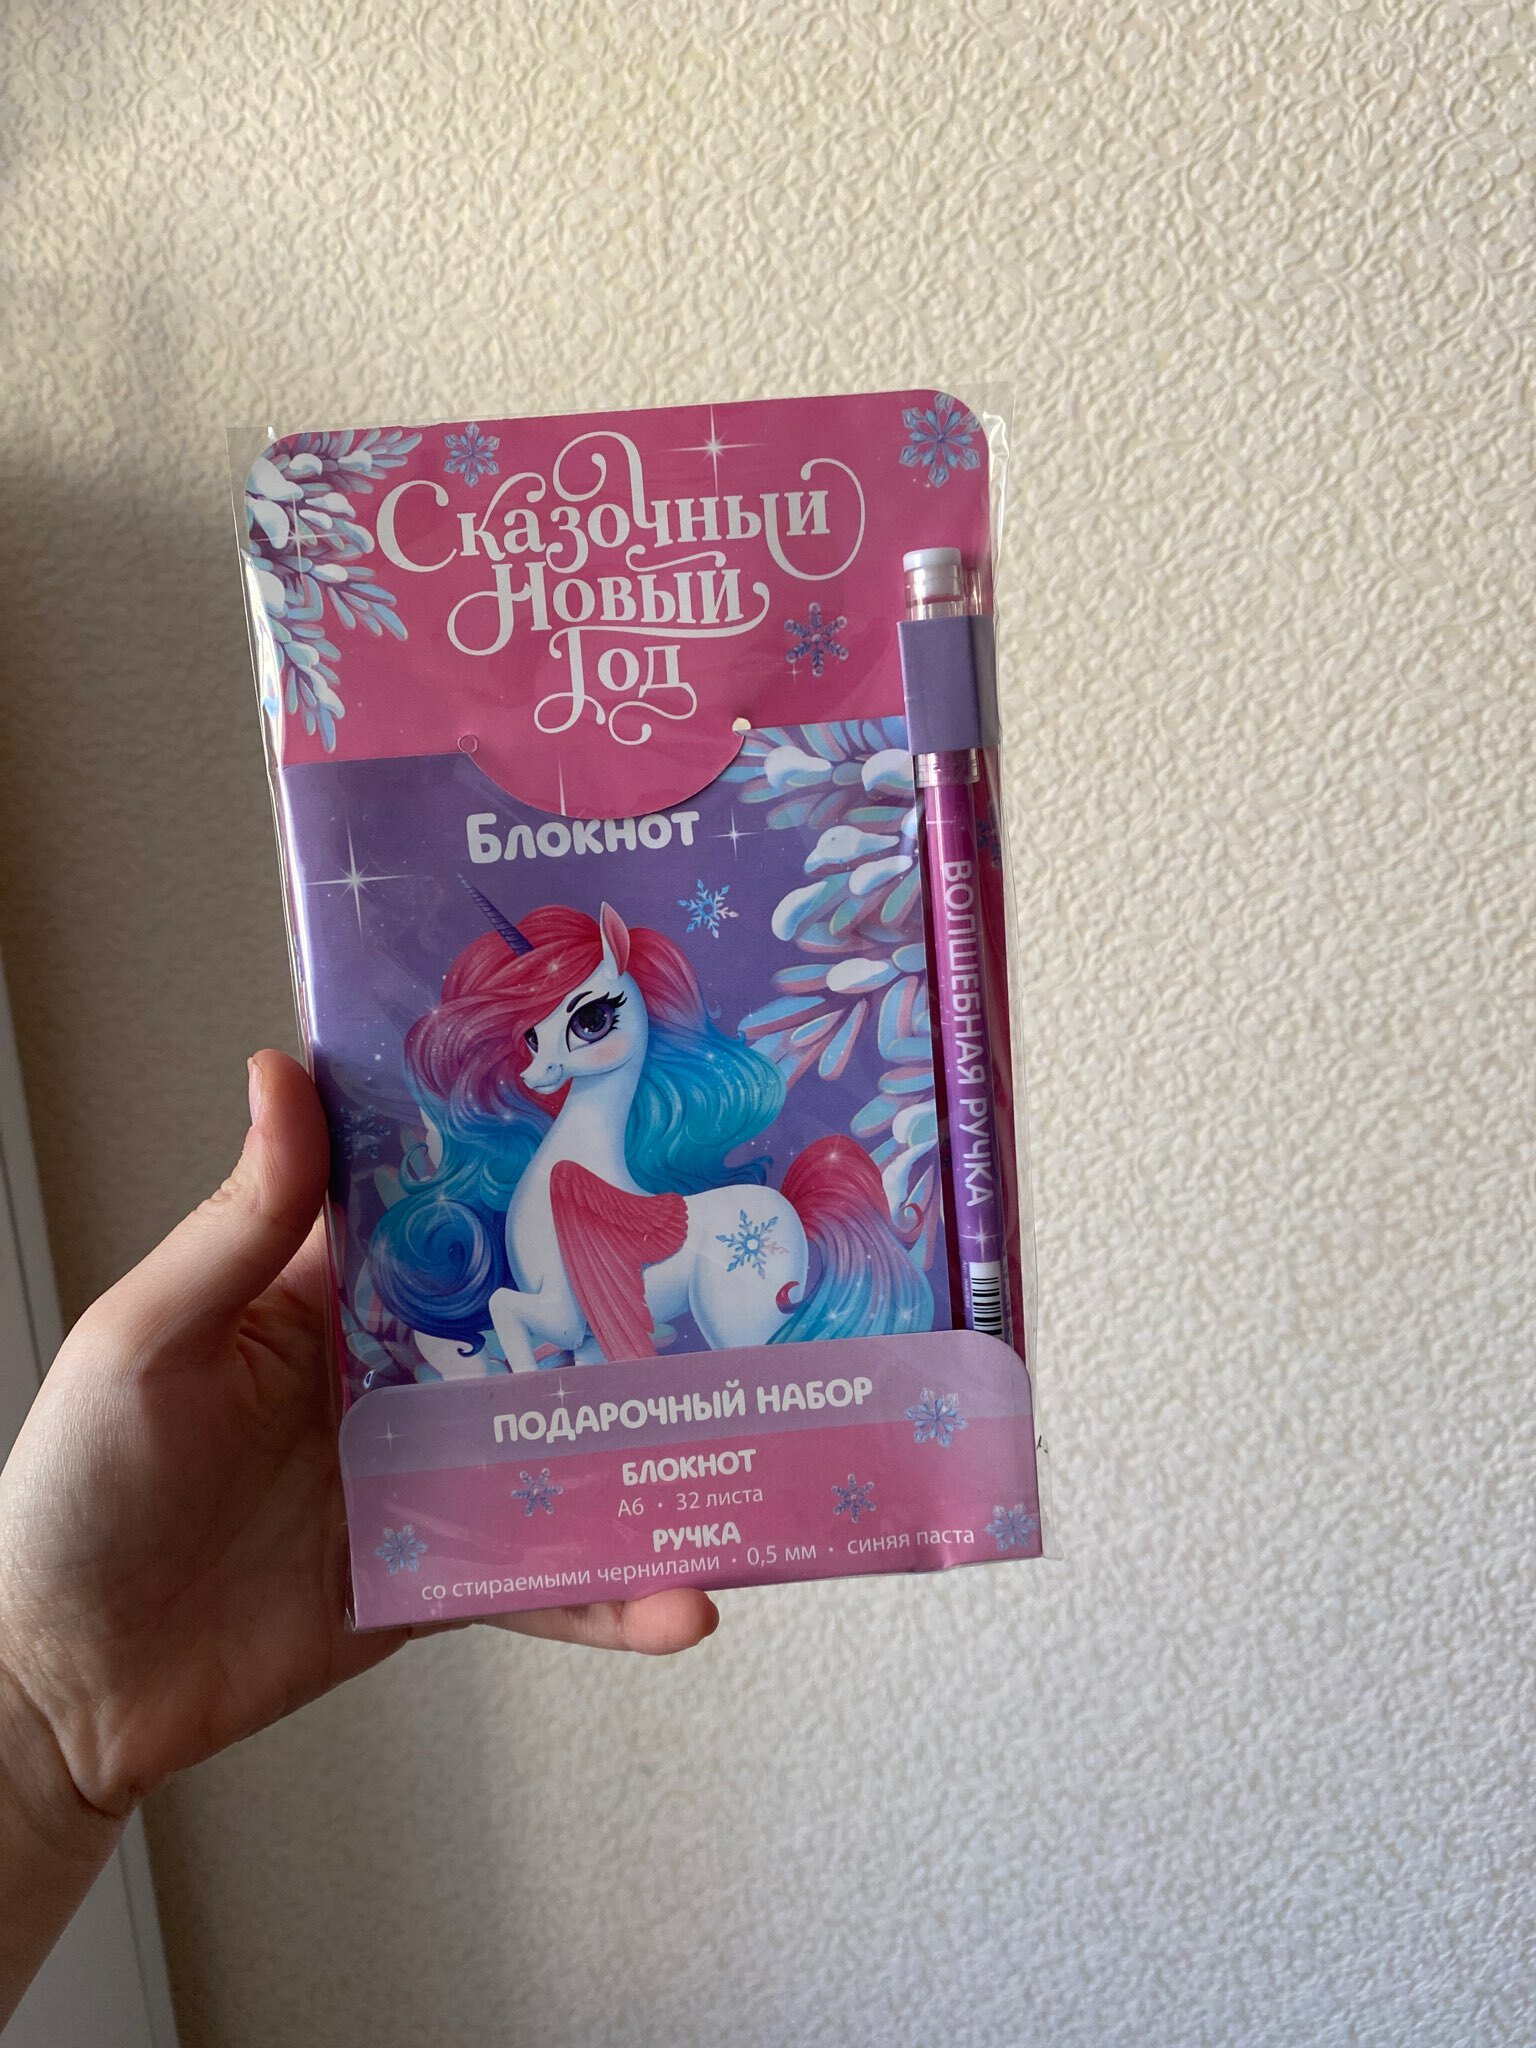 Сказочный
Новый
Год
Блокнот
ВОЛШЕБНАЯ РУЧКА
ПОДАРОЧНЫЙ НАБОР
БЛОКНОТ
А6 • 32 листа
РУЧКА
со стираемыми чернилами • 0,5 мм • синяя паста